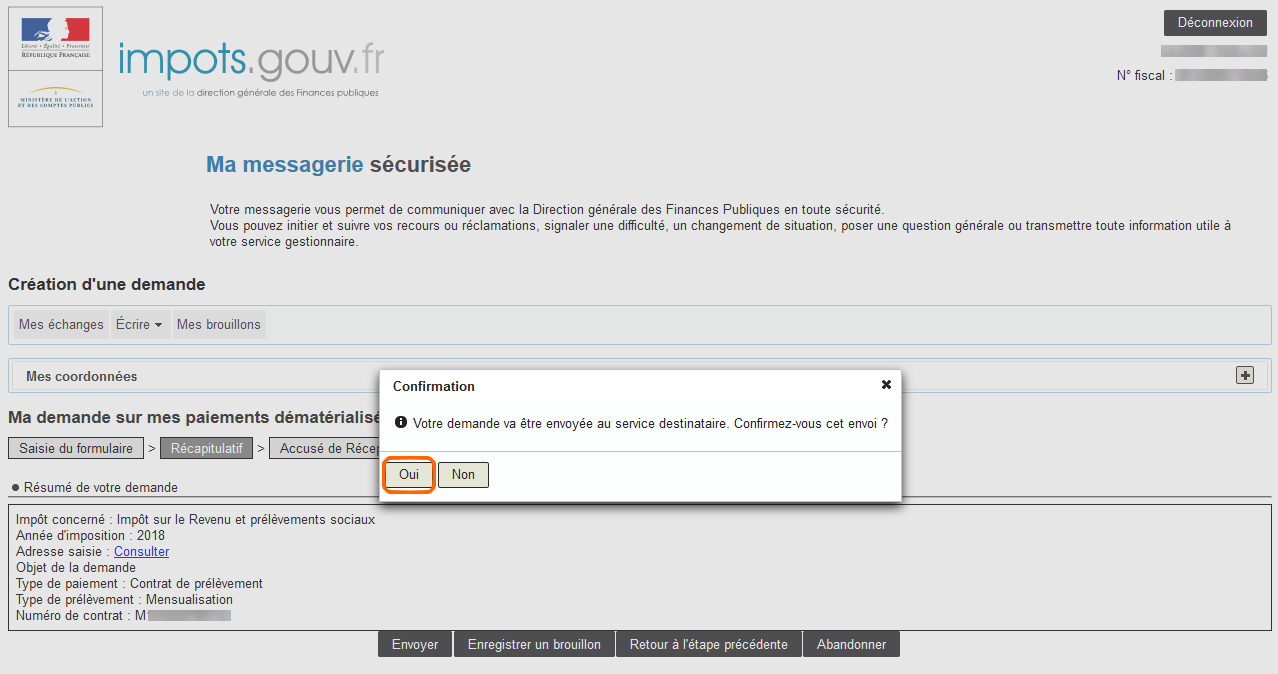 Liberté • Égalité • Fraternité
RÉPUBLIQUE FRANÇAISE
MINISTÈRE DE L'ACTION
ET DES COMPTES PUBLICS
impots.gouv.fr
un site de la direction générale des Finances publiques
Déconnexion
N° fiscal :
Ma messagerie sécurisée
Votre messagerie vous permet de communiquer avec la Direction générale des Finances Publiques en toute sécurité.
Vous pouvez initier et suivre vos recours ou réclamations, signaler une difficulté, un changement de situation, poser une question générale ou transmettre toute information utile à
votre service gestionnaire.
Création d'une demande
Mes échanges Écrire Mes brouillons
Mes coordonnées
Confirmation
Votre demande va être envoyée au service destinataire. Confirmez-vous cet envoi ?
Oui Non
Ma demande sur mes paiements dématérialisé
Saisie du formulaire > Récapitulatif > Accusé de Récep
Résumé de votre demande
Impôt concerné : Impôt sur le Revenu et prélèvements sociaux
Année d'imposition : 2018
Adresse saisie : Consulter
Objet de la demande
Type de paiement : Contrat de prélèvement
Type de prélèvement : Mensualisation
Numéro de contrat : M
Envoyer Enregistrer un brouillon Retour à l'étape précédente Abandonner